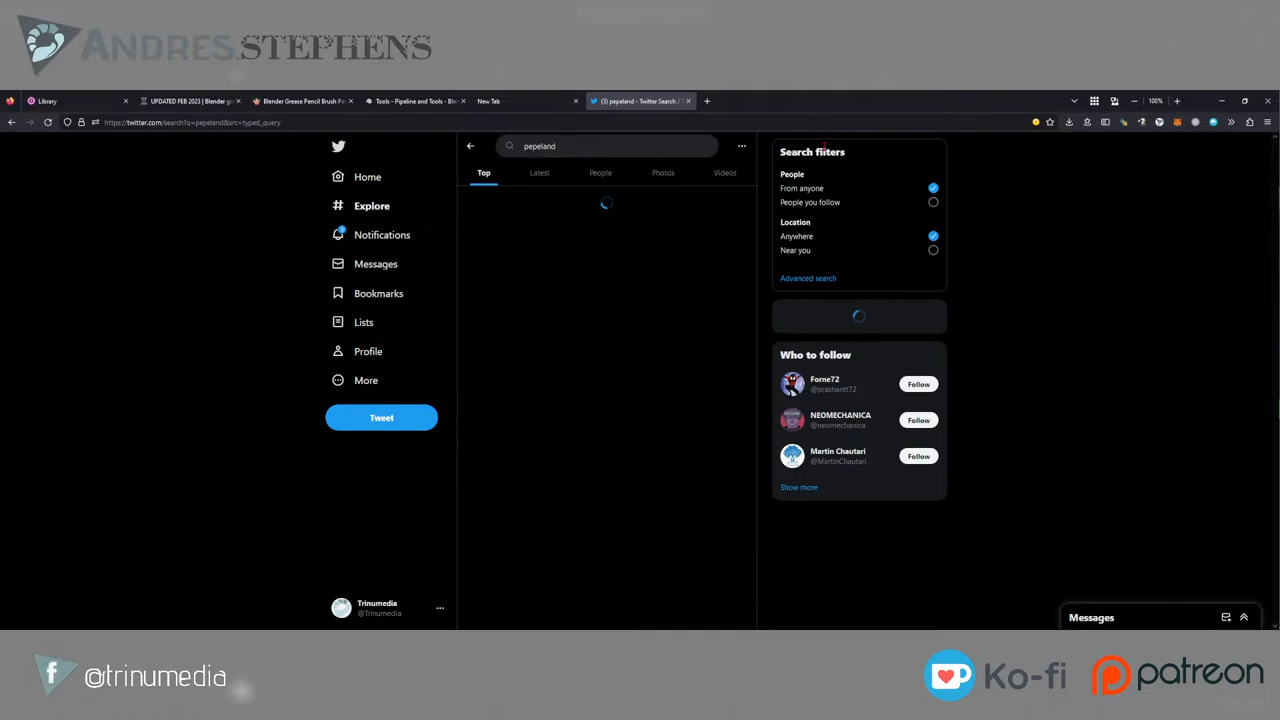 ANDRES.STEPHENS
Library
UPDATED FEB 2023 | Blender g
Blender Grease Pencil Brush Pa
Tools - Pipeline and Tools - Ble
New Tab
(3) pepeland - Twitter Search /
https://twitter.com/search?q=pepeland&src=typed_query
100%
pepeland
Top
Latest
People
Photos
Videos
Home
Explore
Notifications
Messages
Bookmarks
Lists
Profile
More
Tweet
Trinumedia
@Trinumedia
Search filters
People
From anyone
People you follow
Location
Anywhere
Near you
Advanced search
Who to follow
Forne72
@prashantt72
Follow
NEOMECHANICA
@neomechanica
Follow
Martin Chautari
@MartinChautari
Follow
Show more
Messages
@trinumedia
Ko-fi
patreon